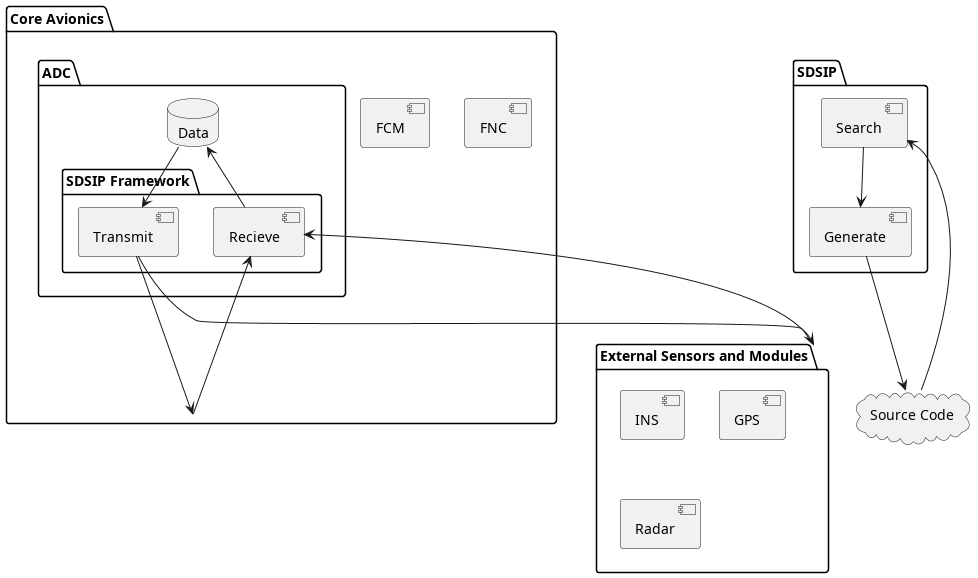 Core Avionics
ADC
Data
SDSIP Framework
Transmit
Recieve
FCM
FNC
SDSIP
Search
Generate
External Sensors and Modules
INS
GPS
Radar
Source Code